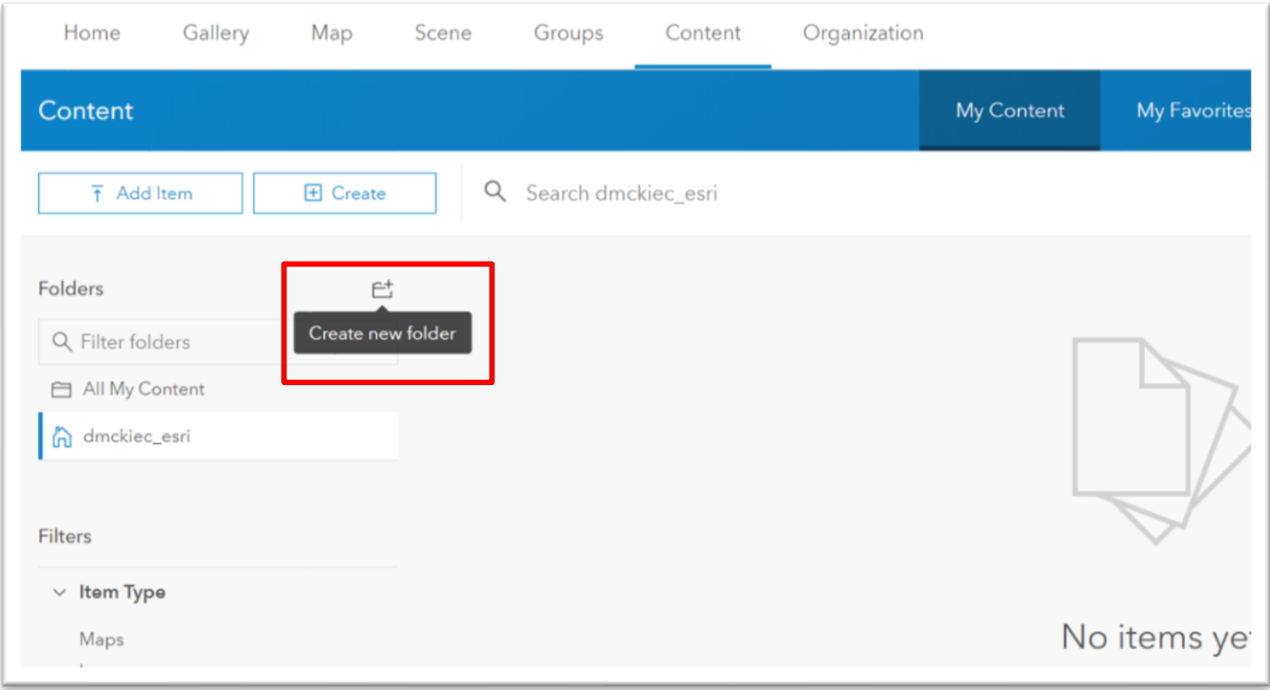 Home Gallery Map Scene Groups Content Organization
Content My Content My Favorites
Add Item Create Search dmckiec_esri
Folders
Create new folder
Filter folders
All My Content
dmckiec_esri
Filters
Item Type
Maps
No items ye